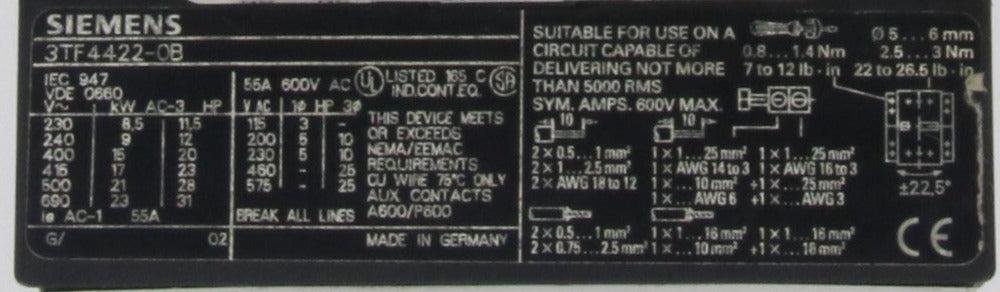 SIEMENS
3TF4422-0B
IEC 947
VDE 0660
V~ kW AC-3 HP
230 8,5 11,5
240 9 12
400 15 20
415 17 23
500 21 28
690 23 31
Ie AC-1 55A
G/ 02
55A 600V AC UL LISTED 165 C SA
IND.CONT.EQ.
V AC 1Ø HP 3Ø
115 3 -
200 5 10
230 5 10
460 - 25
575 - 25
BREAK ALL LINES
THIS DEVICE MEETS
OR EXCEEDS
NEMA/EEMAC
REQUIREMENTS
CU WIRE 75°C ONLY
AUX CONTACTS
A600/P600
MADE IN GERMANY
SUITABLE FOR USE ON A
CIRCUIT CAPABLE OF
DELIVERING NOT MORE
THAN 5000 RMS
SYM. AMPS. 600V MAX.
Ø 5 ... 6 mm
0.8...1.4 Nm 2.5...3 Nm
7 to 12 lb·in 22 to 26.5 lb·in
10 10
2 x 0.5...1 mm² 1 x 1...25 mm² + 1 x 1...25 mm²
2 x 1...2.5 mm² 1 x AWG 14 to 3 + 1 x AWG 16 to 3
2 x AWG 18 to 12 1 x ...10 mm² +1 x ...25 mm²
1 x ...AWG 6 +1 x ...AWG 3
2 x 0.5...1 mm² 1 x 1...16 mm² +1 x 1...16 mm²
2 x 0.75...2.5 mm² 1 x ...10 mm² +1 x ...16 mm²
±22,5°
CE